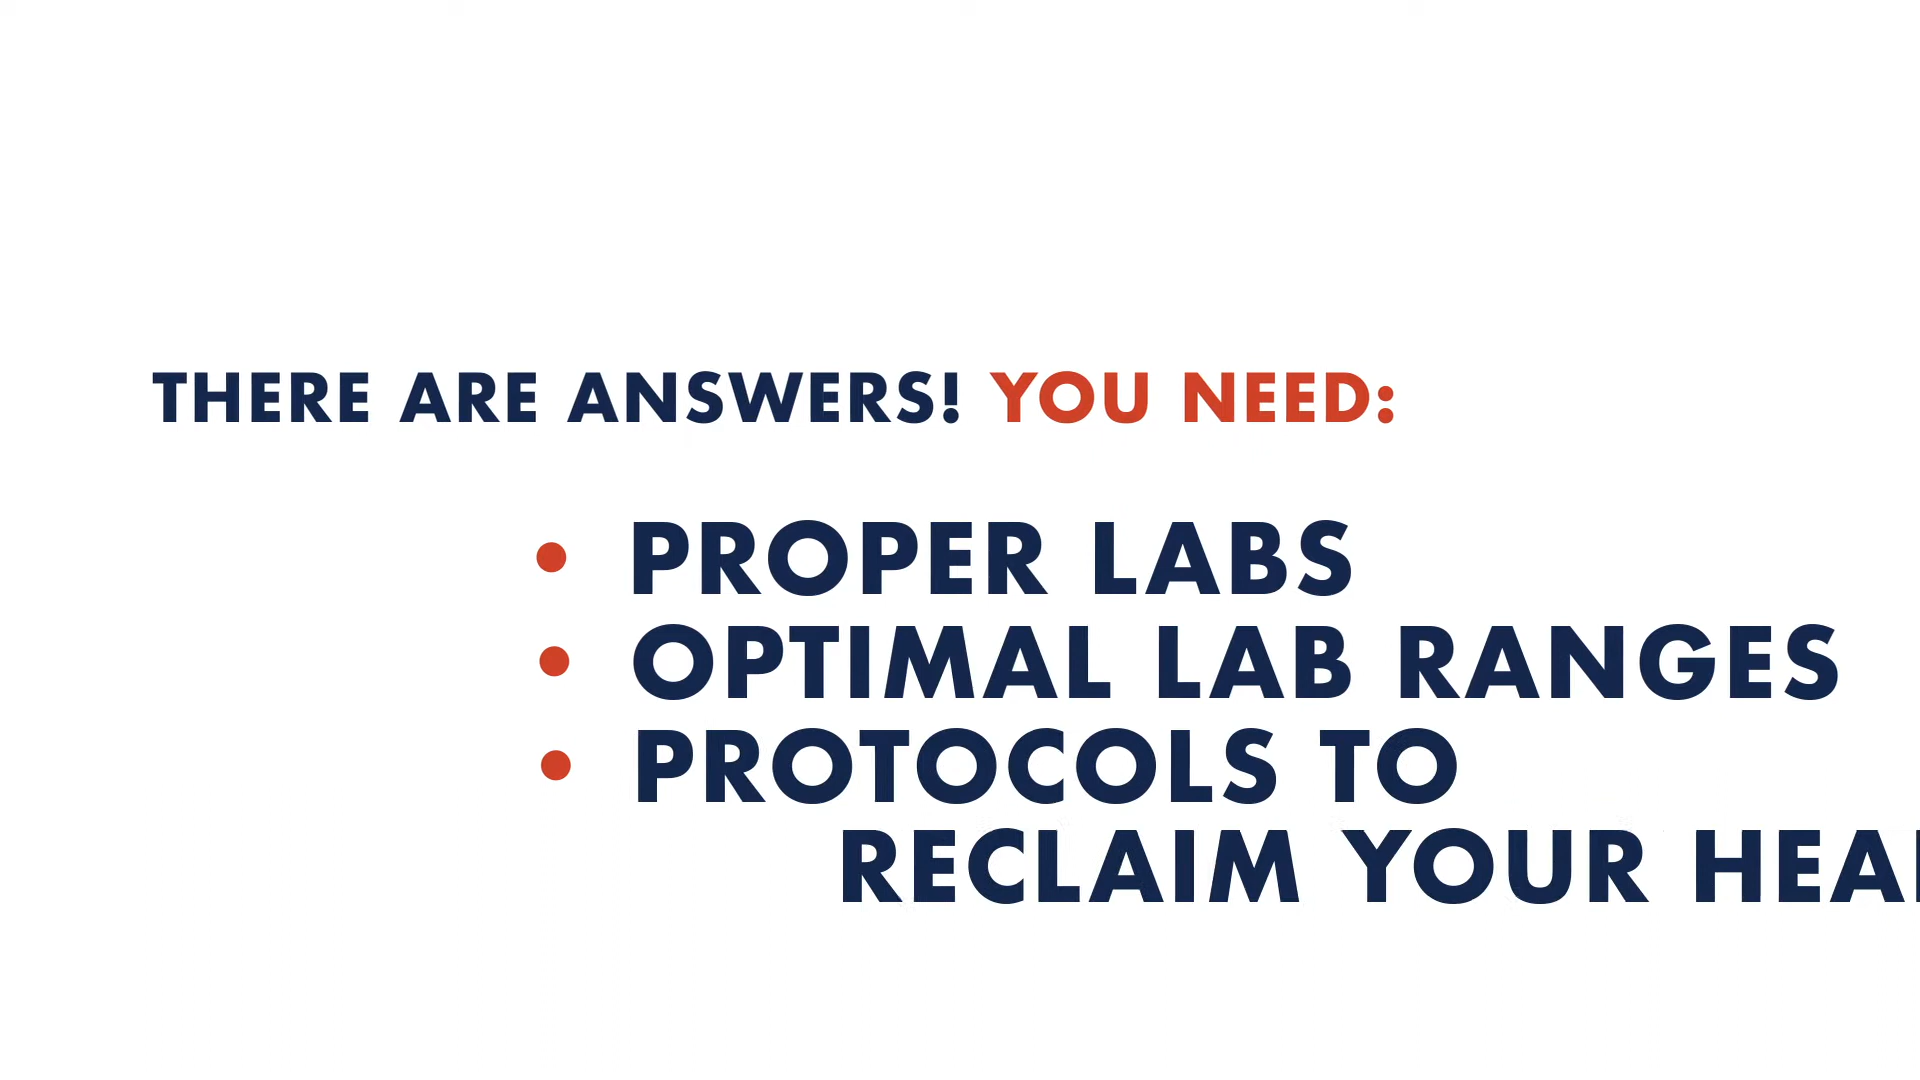 THERE ARE ANSWERS! YOU NEED:
• PROPER LABS
• OPTIMAL LAB RANGES
• PROTOCOLS TO
RECLAIM YOUR